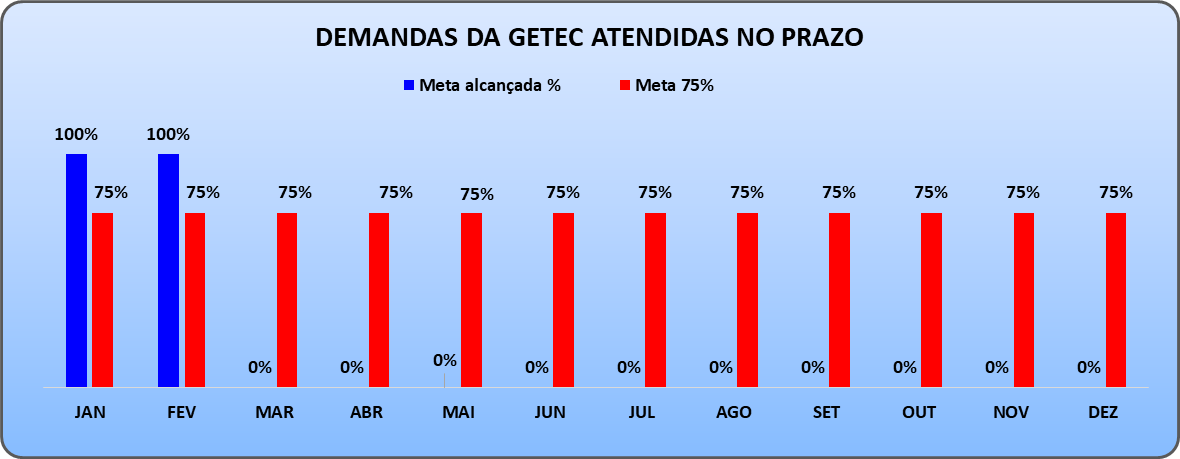 DEMANDAS DA GETEC ATENDIDAS NO PRAZO
Meta alcançada % Meta 75%
100% 100%
75% 75% 75% 75% 75% 75% 75% 75% 75% 75% 75% 75%
0% 0% 0% 0% 0% 0% 0% 0% 0% 0%
JAN FEV MAR ABR MAI JUN JUL AGO SET OUT NOV DEZ